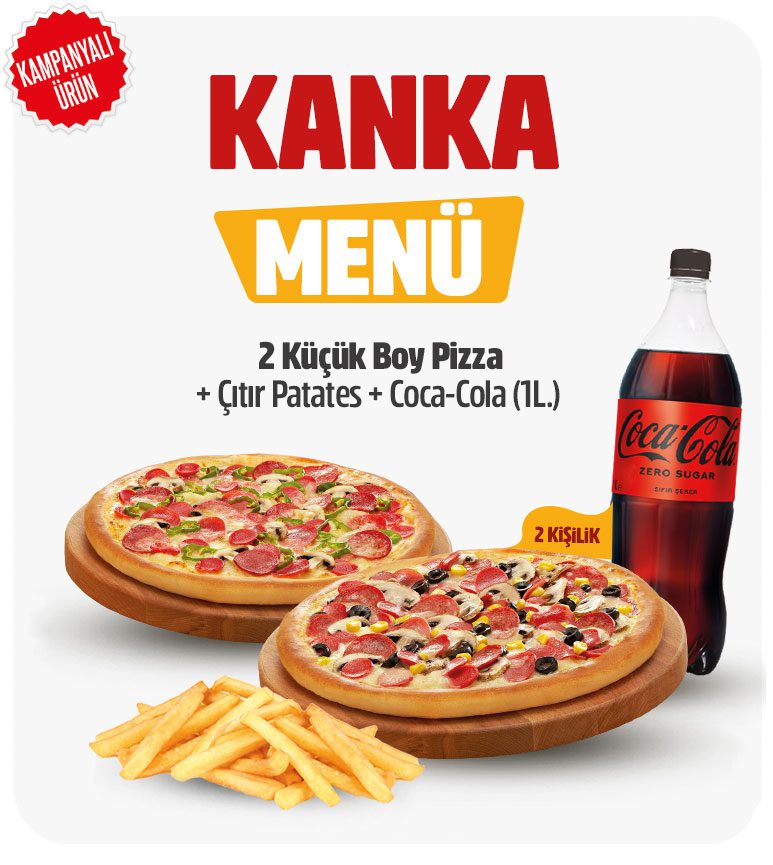 KAMPANYALI
ÜRÜN
KANKA
MENÜ
2 Küçük Boy Pizza
+ Çıtır Patates + Coca-Cola (1L.)
Coca-Cola
ZERO SUGAR
SIFIR ŞEKER
2 KİŞİLİK